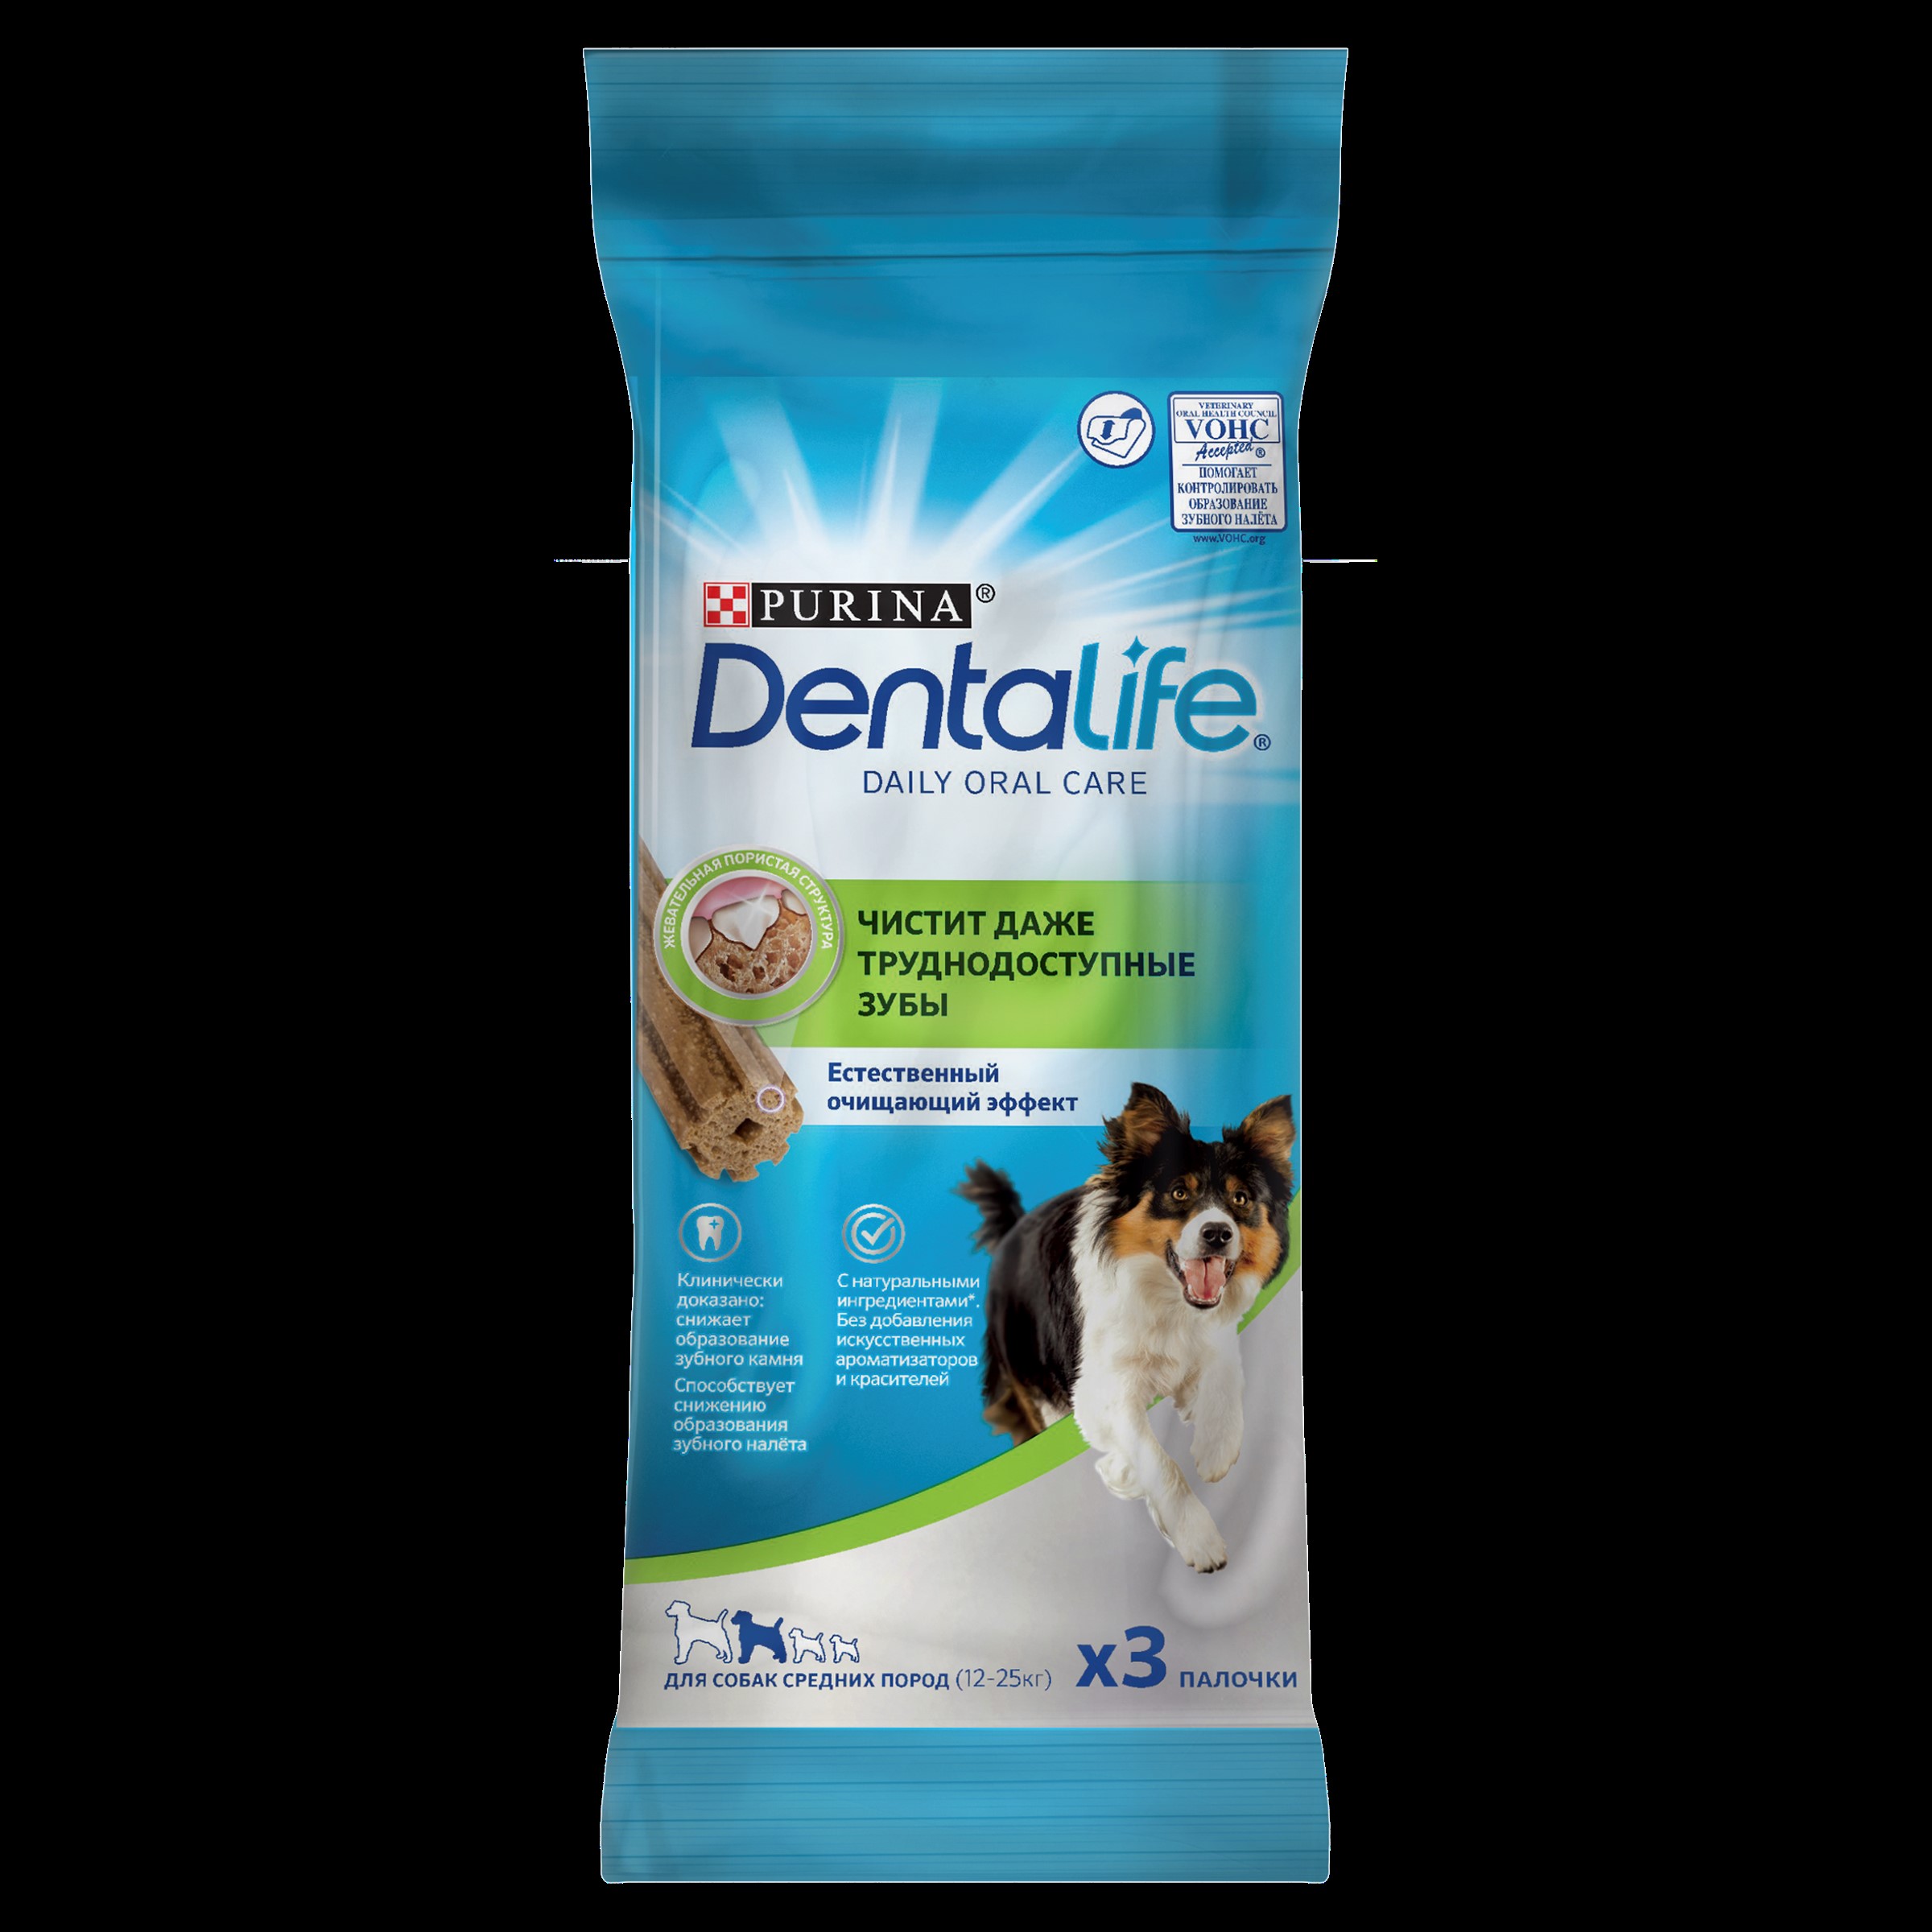 VETERINARY
ORAL HEALTH COUNCIL
VOHC
Accepted®
ПОМОГАЕТ
КОНТРОЛИРОВАТЬ
ОБРАЗОВАНИЕ
ЗУБНОГО НАЛЁТА
www.VOHC.org
PURINA®
Dentalife®
DAILY ORAL CARE
ЖЕВАТЕЛЬНАЯ ПОРИСТАЯ СТРУКТУРА
ЧИСТИТ ДАЖЕ
ТРУДНОДОСТУПНЫЕ
ЗУБЫ
Естественный
очищающий эффект
Клинически
доказано:
снижает
образование
зубного камня
Способствует
снижению
образования
зубного налёта
С натуральными
ингредиентами*.
Без добавления
искусственных
ароматизаторов
и красителей
ДЛЯ СОБАК СРЕДНИХ ПОРОД (12-25кг)
x3 ПАЛОЧКИ